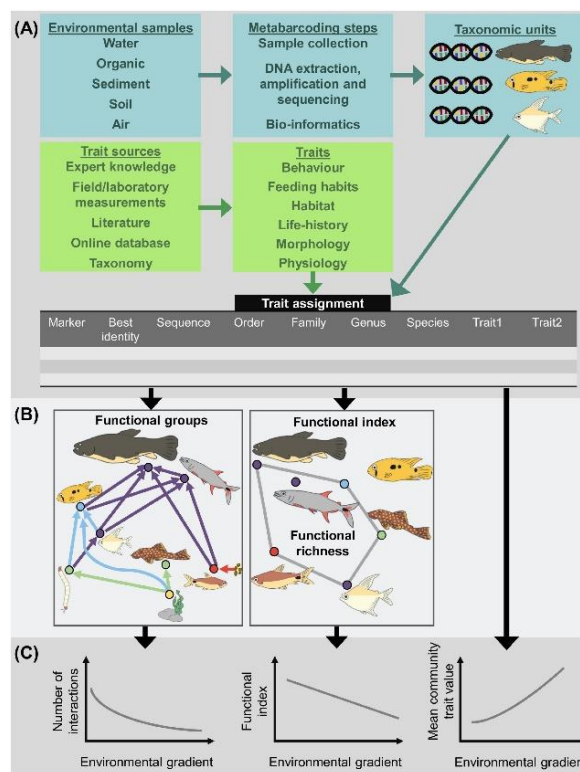 (A)
Environmental samples
Water
Organic
Sediment
Soil
Air
Metabarcoding steps
Sample collection
DNA extraction,
amplification and
sequencing
Bio-informatics
Taxonomic units
Trait sources
Expert knowledge
Field/laboratory
measurements
Literature
Online database
Taxonomy
Traits
Behaviour
Feeding habits
Habitat
Life-history
Morphology
Physiology
Trait assignment
Marker Best identity Sequence Order Family Genus Species Trait1 Trait2
(B)
Functional groups
Functional index
Functional
richness
(C)
Number of
interactions
Environmental gradient
Functional
index
Environmental gradient
Mean community
trait value
Environmental gradient